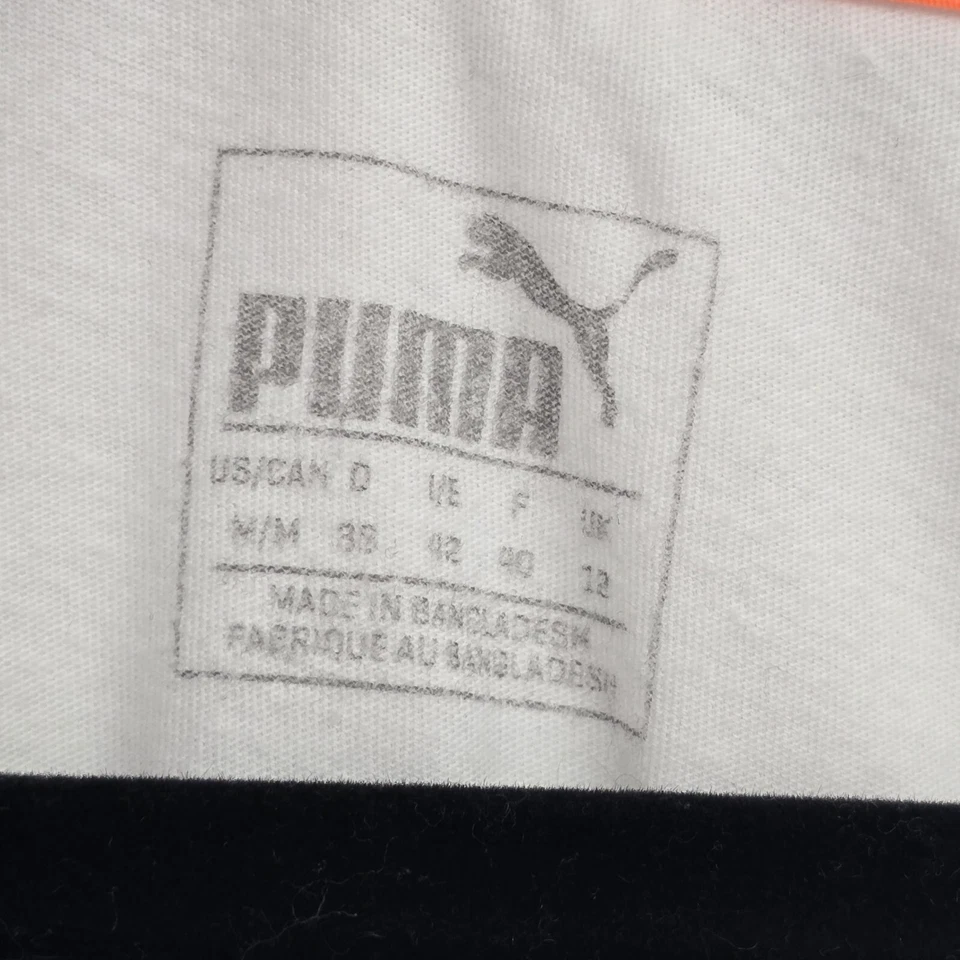 PUMA
US/CAN D I/E F UK
M/M 38 42 40 12
MADE IN BANGLADESH
FABRIQUE AU BANGLADESH